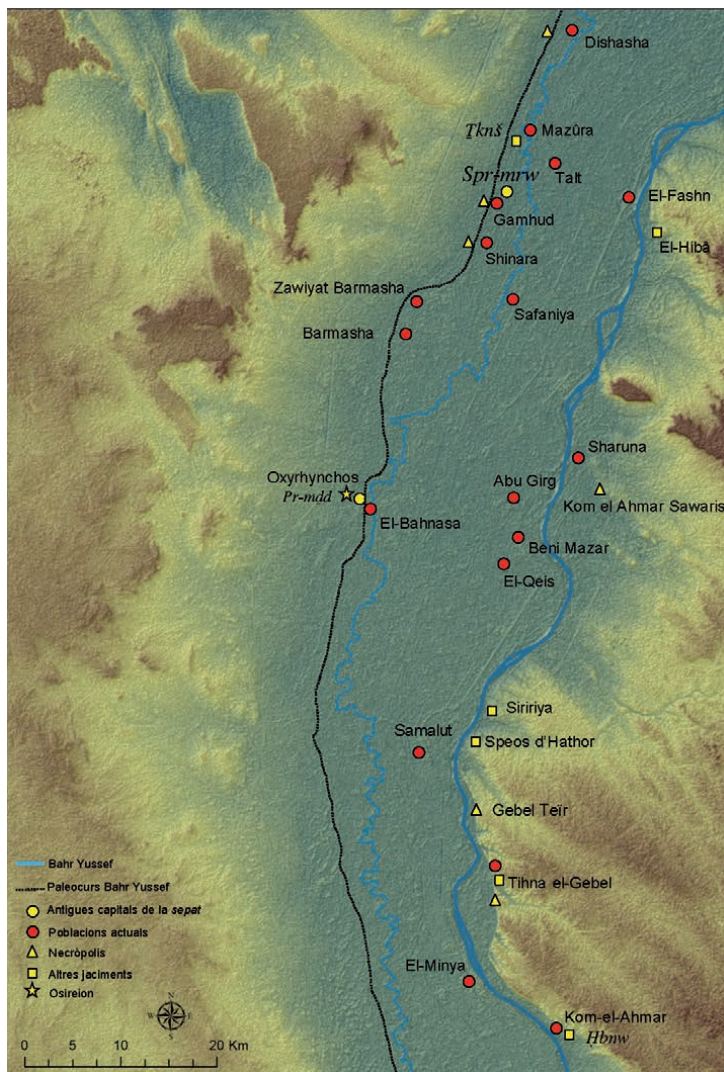 Dishasha
Ṯknš
Mazûra
Talt
Spr-mrw
El-Fashn
Gamhud
El-Hiba
Shinara
Zawiyat Barmasha
Safaniya
Barmasha
Sharuna
Oxyrhynchos
Pr-mdd
Abu Girg
Kom el Ahmar Sawaris
El-Bahnasa
Beni Mazar
El-Qeis
Siririya
Samalut
Speos d'Hathor
Gebel Teïr
Tihna el-Gebel
El-Minya
Kom-el-Ahmar
Ḥbnw
Bahr Yussef
Paleocurs Bahr Yussef
Antigues capitals de la sepat
Poblacions actuals
Necròpolis
Altres jaciments
Osireion
N
W E
S
0 5 10 20 Km